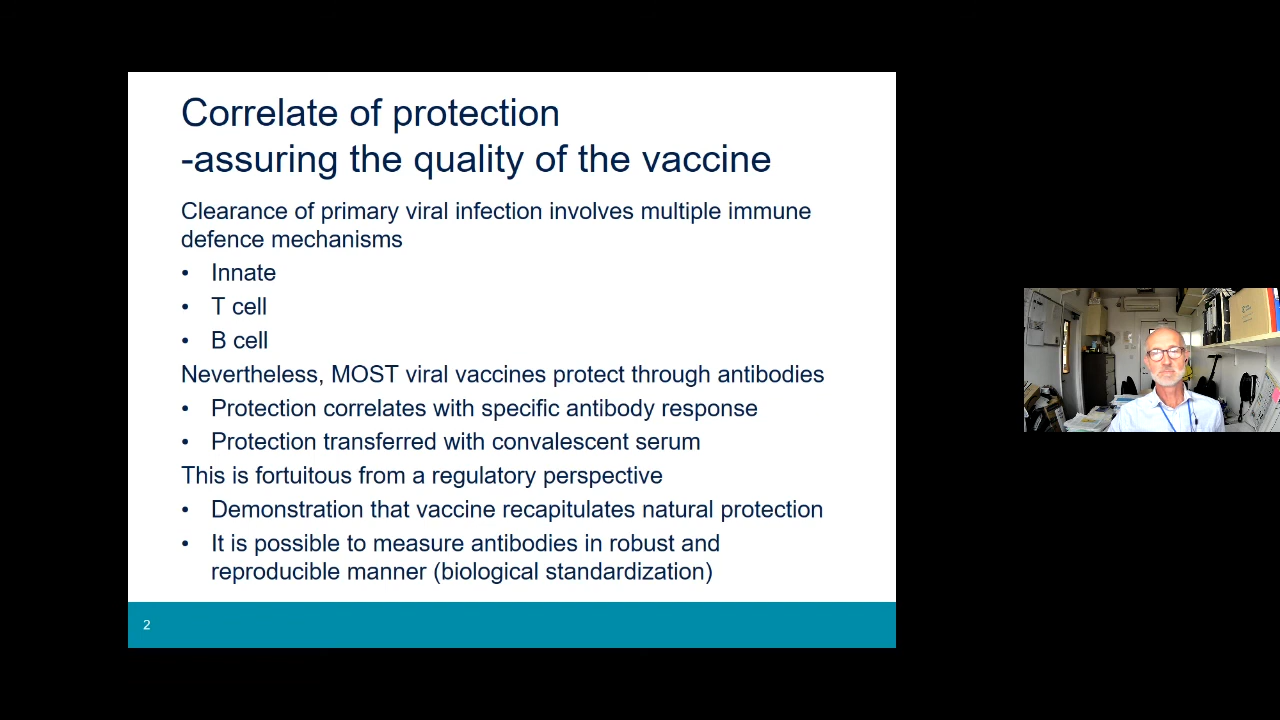 Correlate of protection
-assuring the quality of the vaccine
Clearance of primary viral infection involves multiple immune
defence mechanisms
• Innate
• T cell
• B cell
Nevertheless, MOST viral vaccines protect through antibodies
• Protection correlates with specific antibody response
• Protection transferred with convalescent serum
This is fortuitous from a regulatory perspective
• Demonstration that vaccine recapitulates natural protection
• It is possible to measure antibodies in robust and
reproducible manner (biological standardization)
2